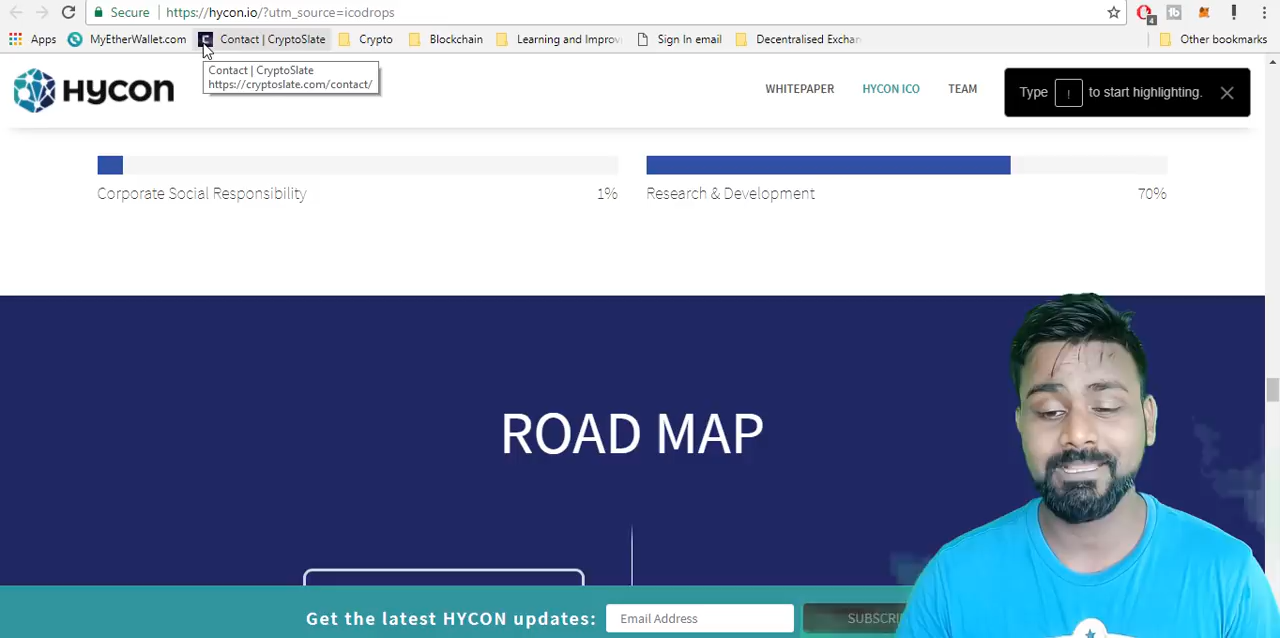 Secure https://hycon.io/?utm_source=icodrops
4
Apps MyEtherWallet.com Contact | CryptoSlate Crypto Blockchain Learning and Improv Sign In email Decentralised Exchan Other bookmarks
Contact | CryptoSlate
https://cryptoslate.com/contact/
Hycon WHITEPAPER HYCON ICO TEAM Type ! to start highlighting.
Corporate Social Responsibility 1% Research & Development 70%
ROAD MAP
Get the latest HYCON updates: Email Address SUBSCRI